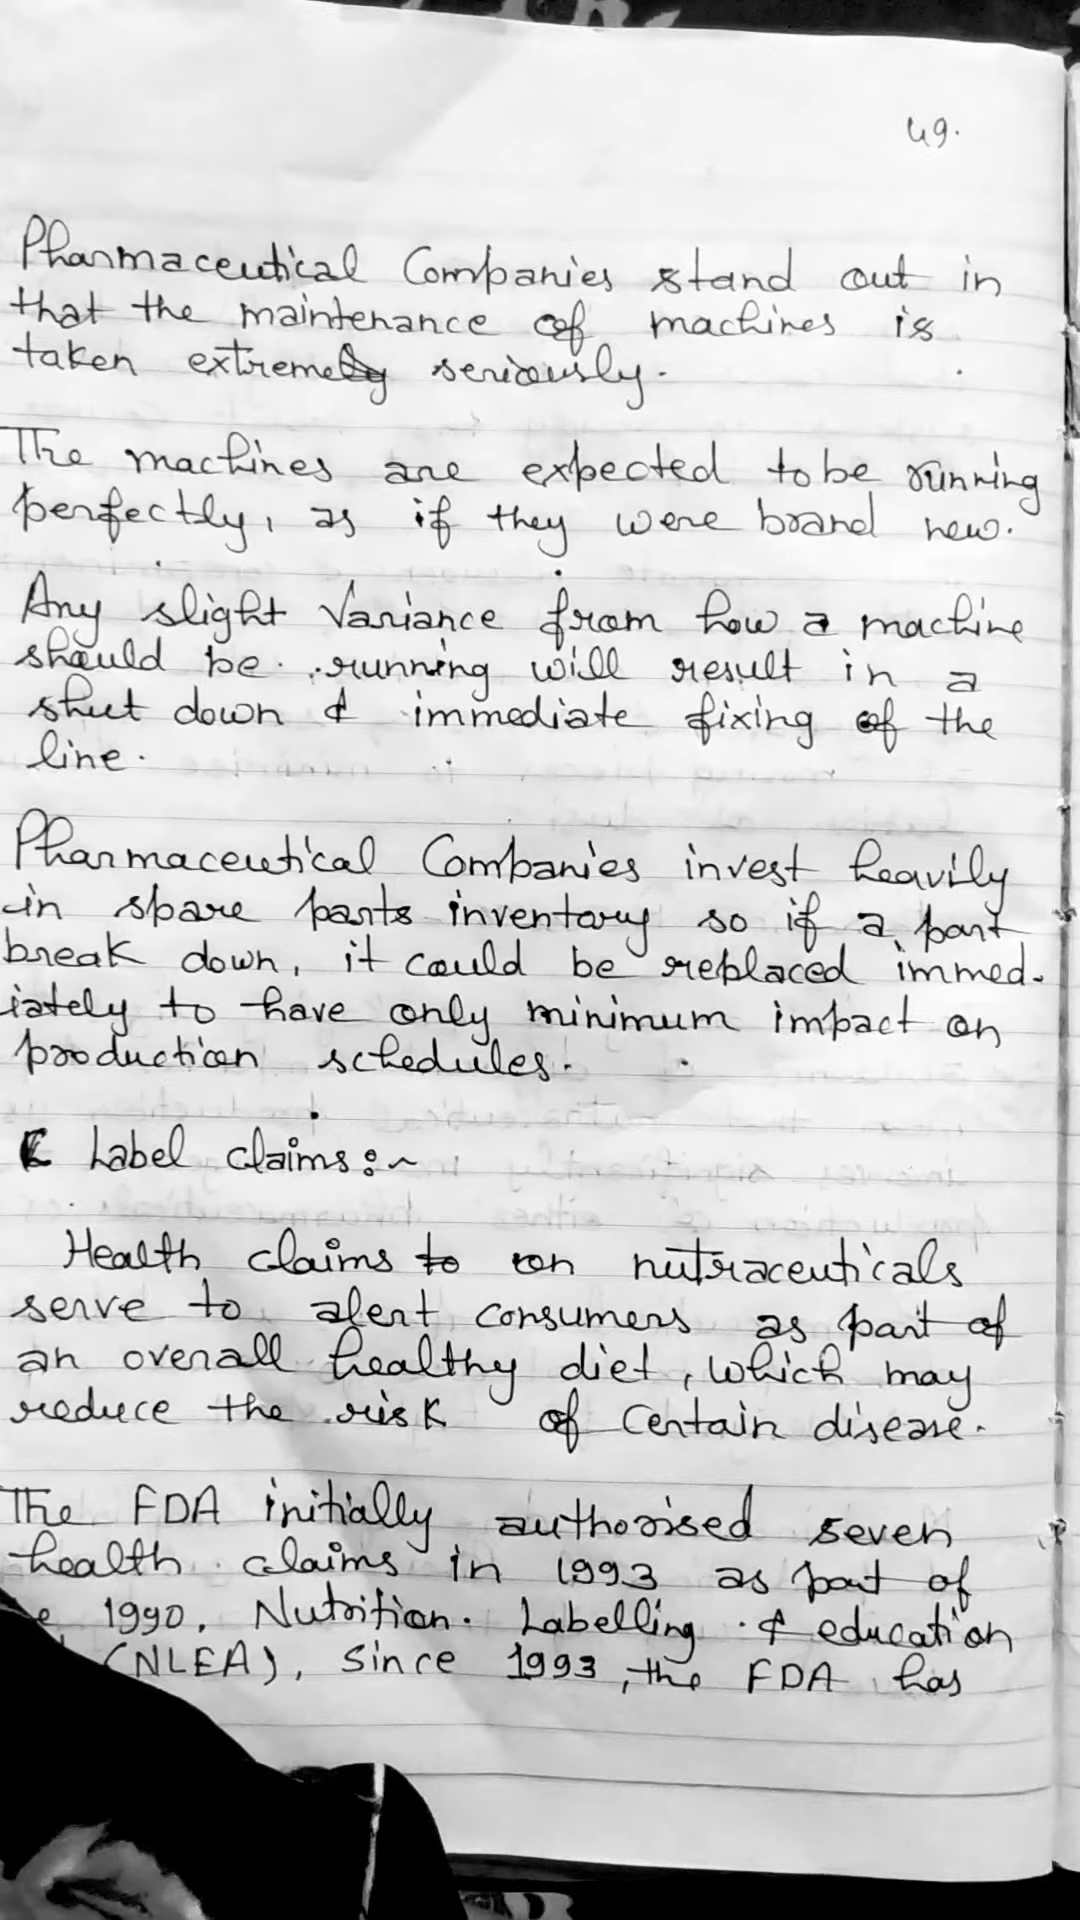 49.
Pharmaceutical Companies stand out in
that the maintenance of machines is
taken extremely seriously.
The machines are expected to be running
perfectly, as if they were brand new.
Any slight variance from how a machine
should be running will result in a
shut down & immediate fixing of the
line.
Pharmaceutical Companies invest heavily
in spare parts inventory so if a part
break down, it could be replaced immed-
iately to have only minimum impact on
production schedules.
Label claims:~
Health claims to on nutraceuticals
serve to alert consumers as part of
an overall healthy diet, which may
reduce the risk of certain disease.
The FDA initially authorised seven
health claims in 1993 as part of
1990, Nutrition. Labelling & education
(NLEA), Since 1993, the FDA has